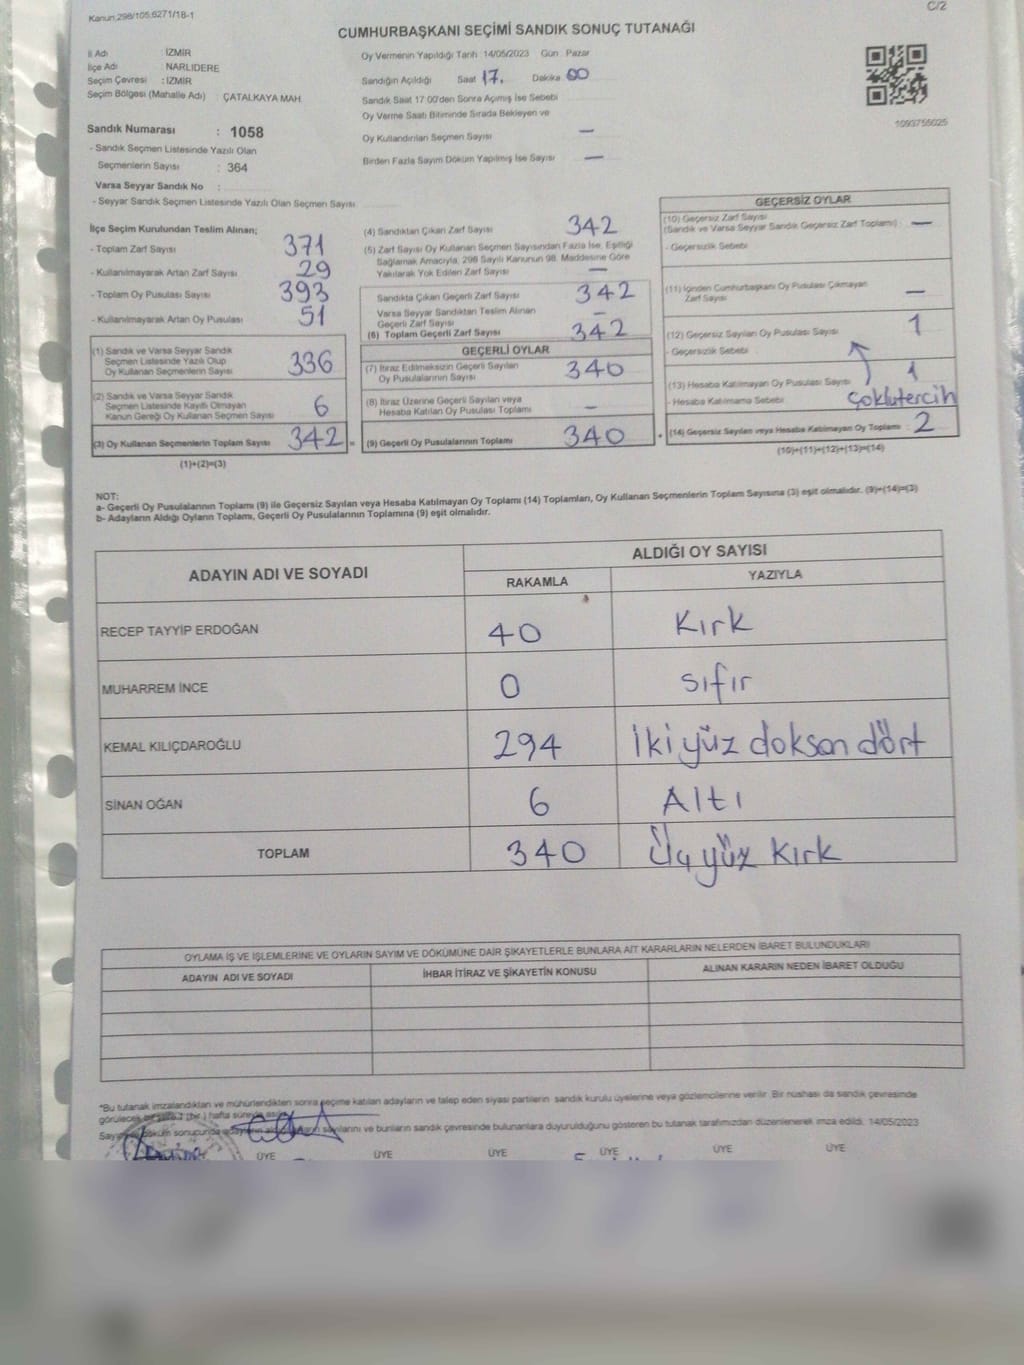 Kanun,298/105,6271/18-1
C/2
CUMHURBAŞKANI SEÇİMİ SANDIK SONUÇ TUTANAĞI
İl Adı : İZMİR
İlçe Adı : NARLIDERE
Seçim Çevresi : İZMİR
Seçim Bölgesi (Mahalle Adı) : ÇATALKAYA MAH.
Sandık Numarası : 1058
- Sandık Seçmen Listesinde Yazılı Olan
Seçmenlerin Sayısı : 364
Varsa Seyyar Sandık No :
- Seyyar Sandık Seçmen Listesinde Yazılı Olan Seçmen Sayısı
Oy Vermenin Yapıldığı Tarih 14/05/2023 Gün Pazar
Sandığın Açıldığı Saat 17. Dakika 00
Sandık Saat 17:00'den Sonra Açımış İse Sebebi
Oy Verme Saati Bitiminde Sırada Bekleyen ve
Oy Kullandırılan Seçmen Sayısı —
Birden Fazla Sayım Döküm Yapılmış İse Sayısı —
1093755025
İlçe Seçim Kurulundan Teslim Alınan;
- Toplam Zarf Sayısı 371
- Kullanılmayarak Artan Zarf Sayısı 29
- Toplam Oy Pusulası Sayısı 393
- Kullanılmayarak Artan Oy Pusulası 51
(1) Sandık ve Varsa Seyyar Sandık
Seçmen Listesinde Yazılı Olup
Oy Kullanan Seçmenlerin Sayısı 336
(2) Sandık ve Varsa Seyyar Sandık
Seçmen Listesinde Kayıtlı Olmayan
Kanun Gereği Oy Kullanan Seçmen Sayısı 6
(3) Oy Kullanan Seçmenlerin Toplam Sayısı 342 =
(1)+(2)=(3)
(4) Sandıktan Çıkan Zarf Sayısı 342
(5) Zarf Sayısı Oy Kullanan Seçmen Sayısından Fazla İse, Eşitliği
Sağlamak Amacıyla, 298 Sayılı Kanunun 98. Maddesine Göre
Yakılarak Yok Edilen Zarf Sayısı —
Sandıkta Çıkan Geçerli Zarf Sayısı 342
Varsa Seyyar Sandıktan Teslim Alınan
Geçerli Zarf Sayısı —
(6) Toplam Geçerli Zarf Sayısı 342
GEÇERLİ OYLAR
(7) İtiraz Edilmeksizin Geçerli Sayılan
Oy Pusulalarının Sayısı 340
(8) İtiraz Üzerine Geçerli Sayılan veya
Hesaba Katılan Oy Pusulası Toplamı -
(9) Geçerli Oy Pusulalarının Toplamı 340 +
GEÇERSİZ OYLAR
(10) Geçersiz Zarf Sayısı
(Sandık ve Varsa Seyyar Sandık Geçersiz Zarf Toplamı) : —
- Geçersizlik Sebebi
(11) İçinden Cumhurbaşkanı Oy Pusulası Çıkmayan
Zarf Sayısı —
(12) Geçersiz Sayılan Oy Pusulası Sayısı 1
- Geçersizlik Sebebi
(13) Hesaba Katılmayan Oy Pusulası Sayısı 1
- Hesaba Katılmama Sebebi Çoklutercih
(14) Geçersiz Sayılan veya Hesaba Katılmayan Oy Toplamı : 2
(10)+(11)+(12)+(13)=(14)
NOT:
a- Geçerli Oy Pusulalarının Toplamı (9) ile Geçersiz Sayılan veya Hesaba Katılmayan Oy Toplamı (14) Toplamları, Oy Kullanan Seçmenlerin Toplam Sayısına (3) eşit olmalıdır. (9)+(14)=(3)
b- Adayların Aldığı Oyların Toplamı, Geçerli Oy Pusulalarının Toplamına (9) eşit olmalıdır.
ADAYIN ADI VE SOYADI
ALDIĞI OY SAYISI
RAKAMLA YAZIYLA
RECEP TAYYİP ERDOĞAN 40 Kırk
MUHARREM İNCE 0 sıfır
KEMAL KILIÇDAROĞLU 294 İki yüz doksan dört
SİNAN OĞAN 6 Altı
TOPLAM 340 Üç yüz kırk
OYLAMA İŞ VE İŞLEMLERİNE VE OYLARIN SAYIM VE DÖKÜMÜNE DAİR ŞİKAYETLERLE BUNLARA AİT KARARLARIN NELERDEN İBARET BULUNDUKLARI
ADAYIN ADI VE SOYADI İHBAR İTİRAZ VE ŞİKAYETİN KONUSU ALINAN KARARIN NEDEN İBARET OLDUĞU
*Bu tutanak imzalandıktan ve mühürlendikten sonra seçime katılan adayların ve talep eden siyasi partilerin sandık kurulu üyelerine veya gözlemcilerine verilir. Bir nüshası da sandık çevresinde
görülecek bir yere 1 (bir) hafta süreyle asılır.
Sayım ve döküm sonucunda adayların sayılarını ve bunların sandık çevresinde bulunanlara duyurulduğunu gösteren bu tutanak tarafımızdan düzenlenerek imza edildi. 14/05/2023
ÜYE ÜYE ÜYE ÜYE ÜYE ÜYE